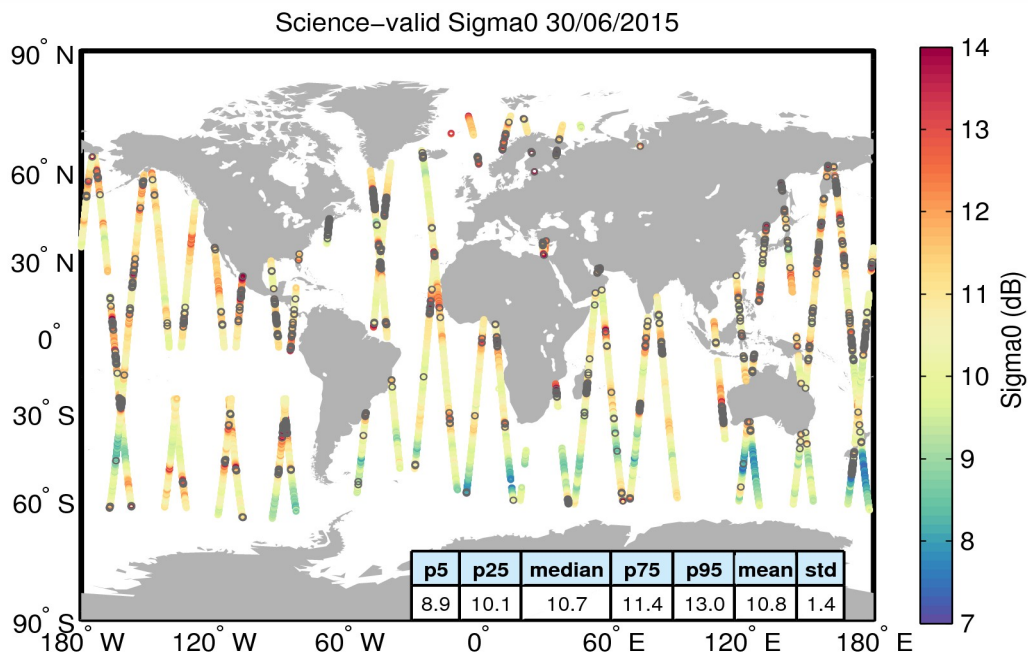 Science−valid Sigma0 30/06/2015
90° N
60° N
30° N
0°
30° S
60° S
90° S
180° W 120° W 60° W 0° 60° E 120° E 180° E
p5 p25 median p75 p95 mean std
8.9 10.1 10.7 11.4 13.0 10.8 1.4
14
13
12
11
10
9
8
7
Sigma0 (dB)